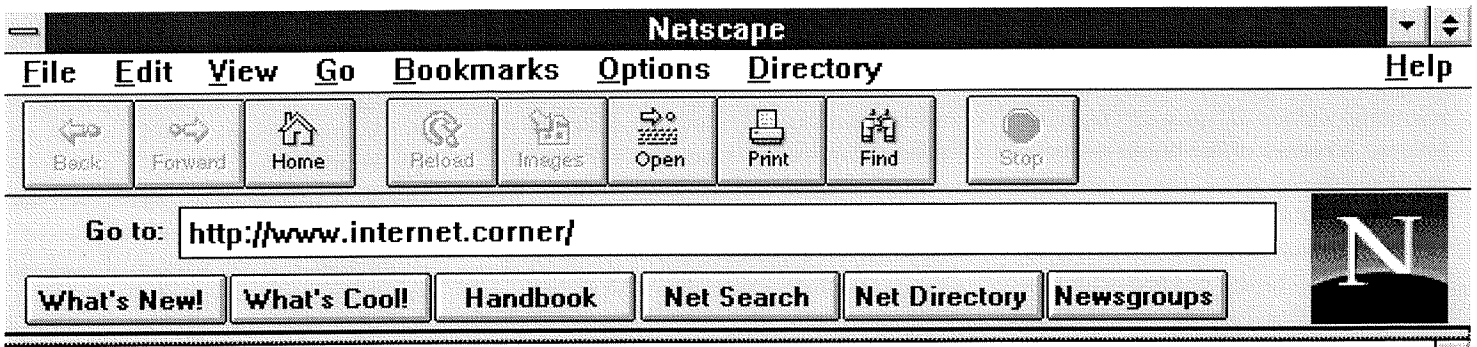 Netscape
File Edit View Go Bookmarks Options Directory Help
Back Forward Home Reload Images Open Print Find Stop
Go to: http://www.internet.corner/
N
What's New! What's Cool! Handbook Net Search Net Directory Newsgroups